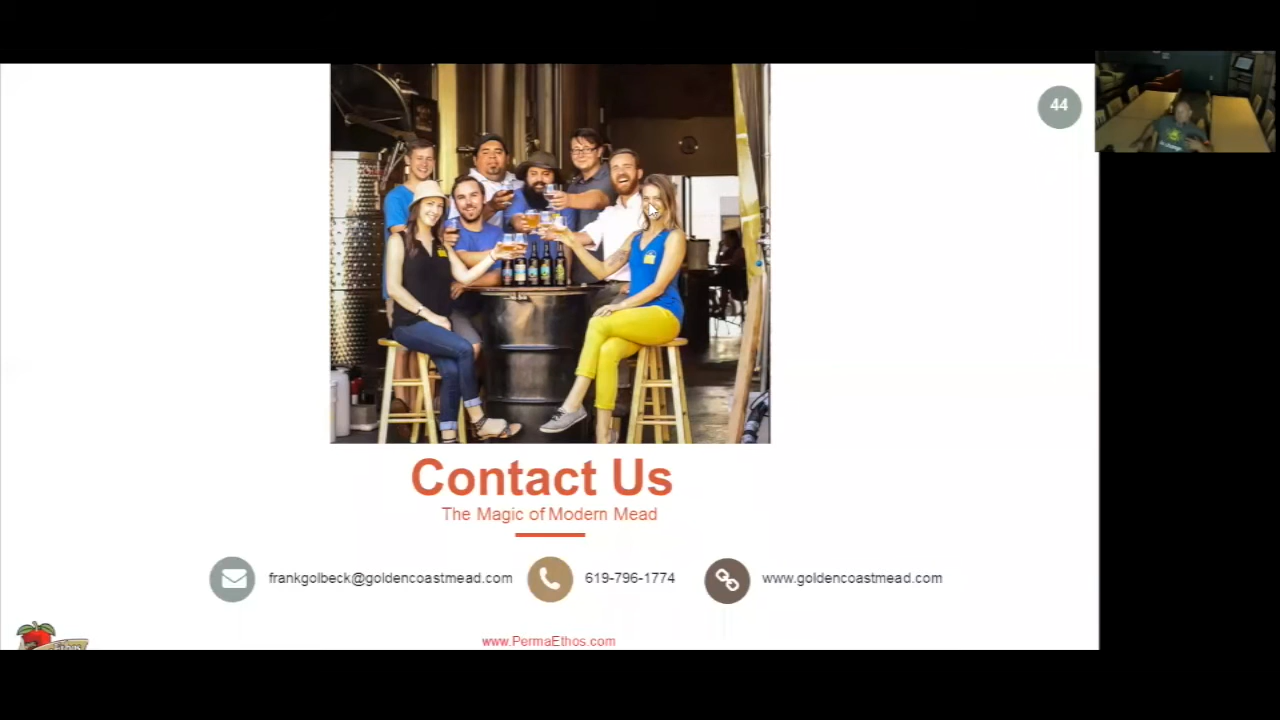 44
Contact Us
The Magic of Modern Mead
frankgolbeck@goldencoastmead.com
619-796-1774
www.goldencoastmead.com
www.PermaEthos.com